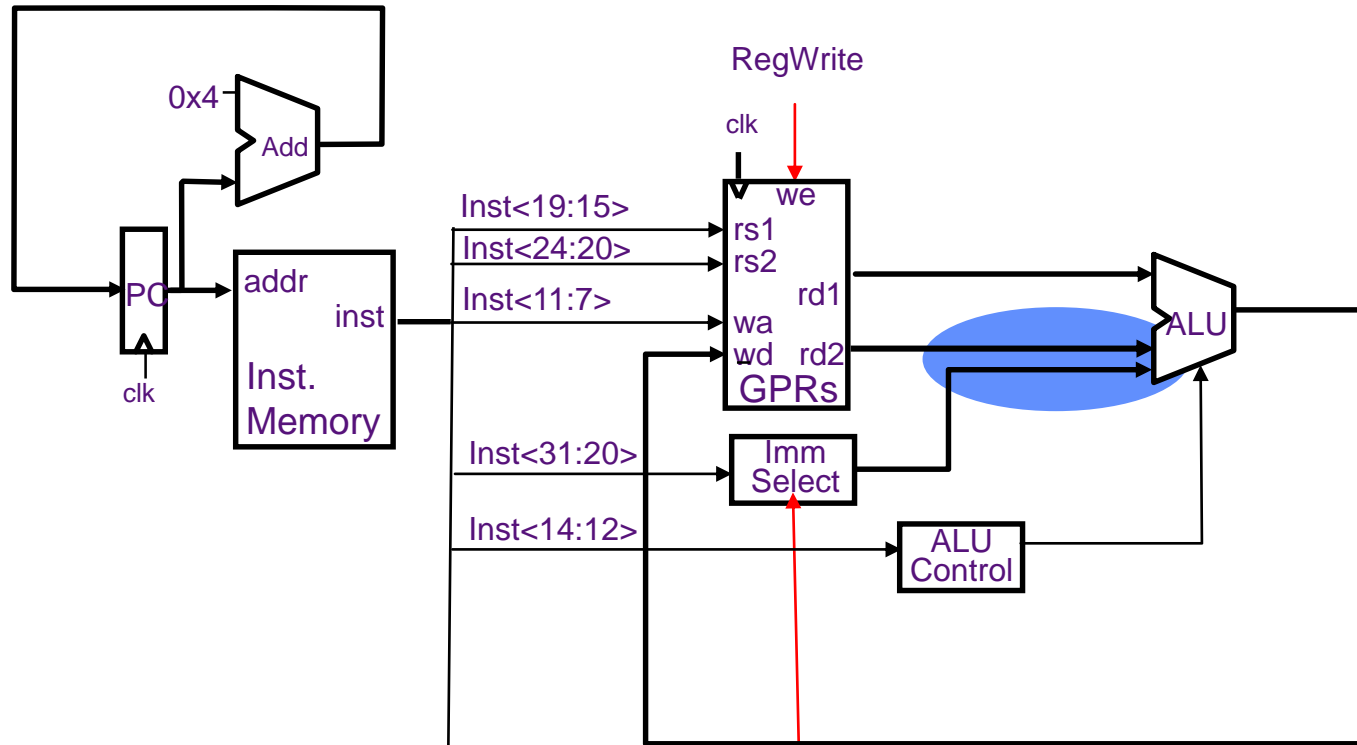 RegWrite
0x4
Add
clk
we
Inst<19:15>
rs1
Inst<24:20>
rs2
PC
addr
inst
rd1
Inst<11:7>
wa
ALU
wd
rd2
clk
Inst.
Memory
GPRs
Inst<31:20>
Imm
Select
Inst<14:12>
ALU
Control